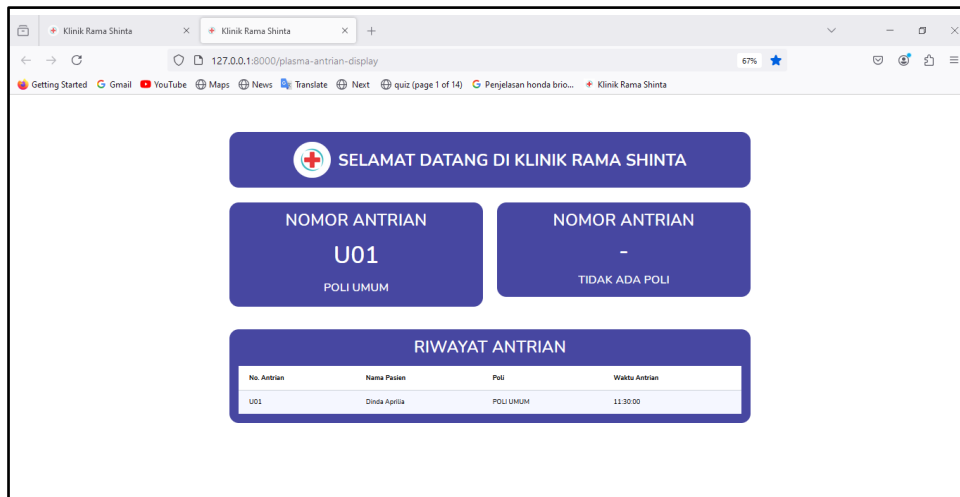 Klinik Rama Shinta
Klinik Rama Shinta
127.0.0.1:8000/plasma-antrian-display
67%
Getting Started Gmail YouTube Maps News Translate Next quiz (page 1 of 14) Penjelasan honda brio... Klinik Rama Shinta
SELAMAT DATANG DI KLINIK RAMA SHINTA
NOMOR ANTRIAN
U01
POLI UMUM
NOMOR ANTRIAN
-
TIDAK ADA POLI
RIWAYAT ANTRIAN
No. Antrian Nama Pasien Poli Waktu Antrian
U01 Dinda Aprilia POLI UMUM 11:30:00